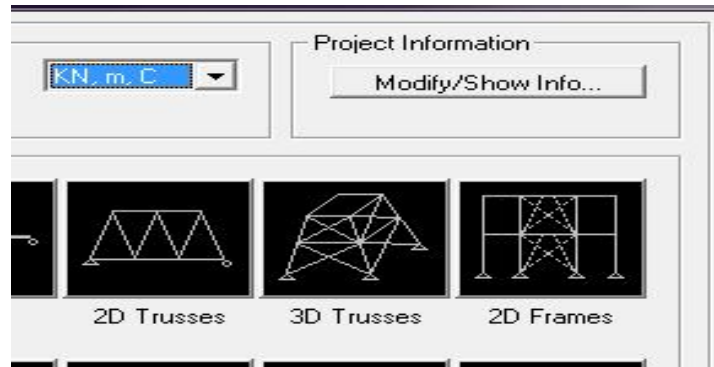 Project Information
KN, m, C
Modify/Show Info...
2D Trusses
3D Trusses
2D Frames